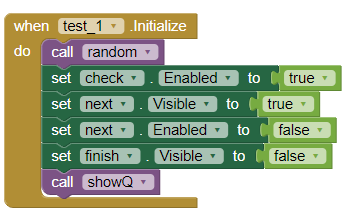 when test_1 .Initialize
do call random
set check . Enabled to true
set next . Visible to true
set next . Enabled to false
set finish . Visible to false
call showQ